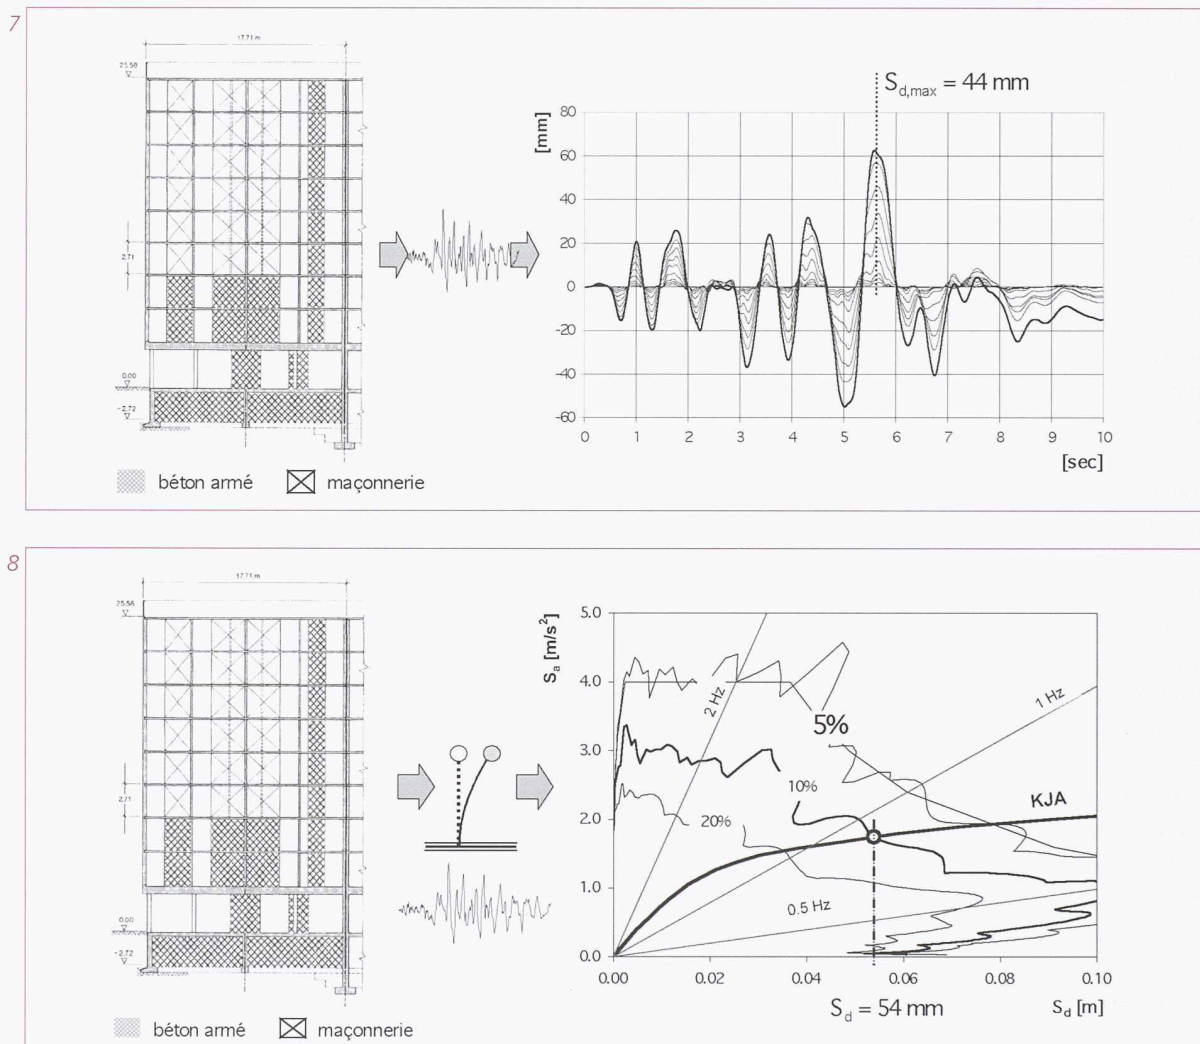 7
17.71 m
25.56
2.71
0.00
−2.72
béton armé
maçonnerie
S_d,max = 44 mm
[mm]
80
60
40
20
0
-20
-40
-60
0 1 2 3 4 5 6 7 8 9 10
[sec]
8
17.71 m
25.56
2.71
0.00
−2.72
béton armé
maçonnerie
S_a [m/s²]
5.0
4.0
3.0
2.0
1.0
0.0
2 Hz
1 Hz
5%
10%
KJA
20%
0.5 Hz
0.00 0.02 0.04 0.06 0.08 0.10
S_d = 54 mm
S_d [m]